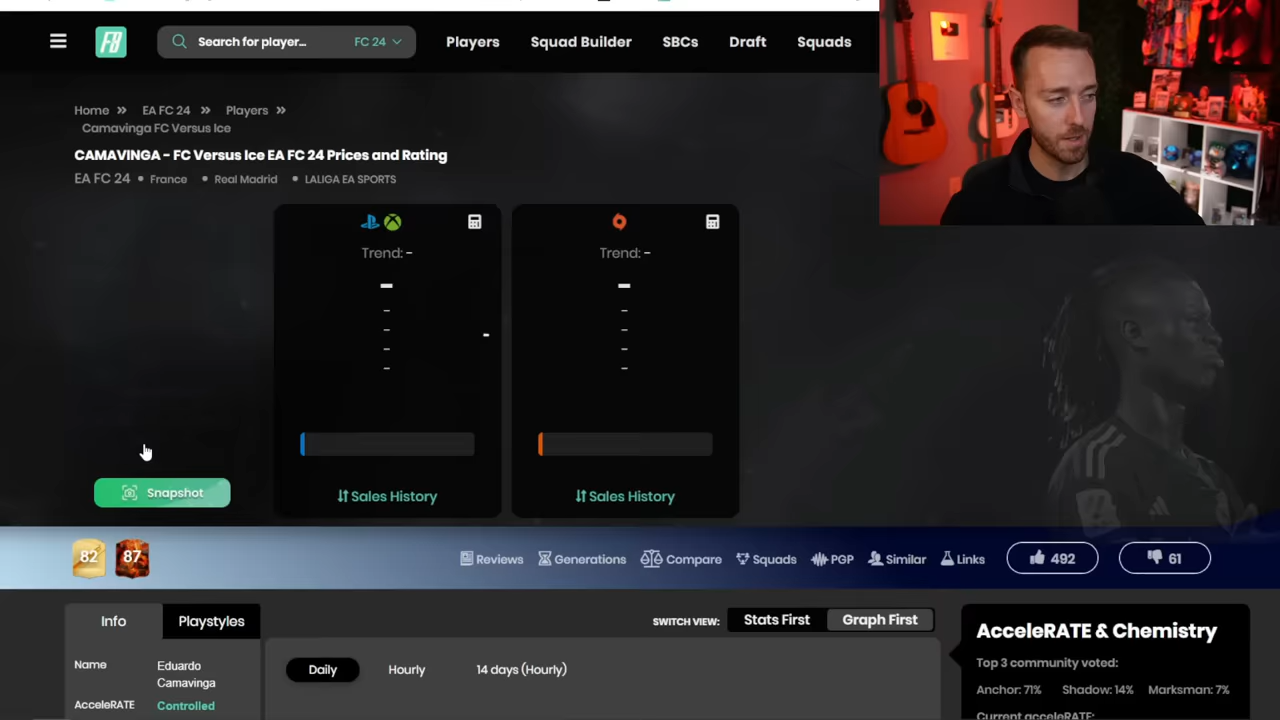 FB
Search for player...
FC 24
Players
Squad Builder
SBCs
Draft
Squads
Home » EA FC 24 » Players »
Camavinga FC Versus Ice
CAMAVINGA - FC Versus Ice EA FC 24 Prices and Rating
EA FC 24 • France • Real Madrid • LALIGA EA SPORTS
Trend: -
-
-
-
-
-
-
Sales History
Trend: -
-
-
-
-
-
Sales History
Snapshot
82
87
Reviews
Generations
Compare
Squads
PGP
Similar
Links
492
61
Info
Playstyles
SWITCH VIEW:
Stats First
Graph First
Name
Eduardo
Camavinga
AcceleRATE
Controlled
Daily
Hourly
14 days (Hourly)
AcceleRATE & Chemistry
Top 3 community voted:
Anchor: 71%
Shadow: 14%
Marksman: 7%
Current acceleRATE: